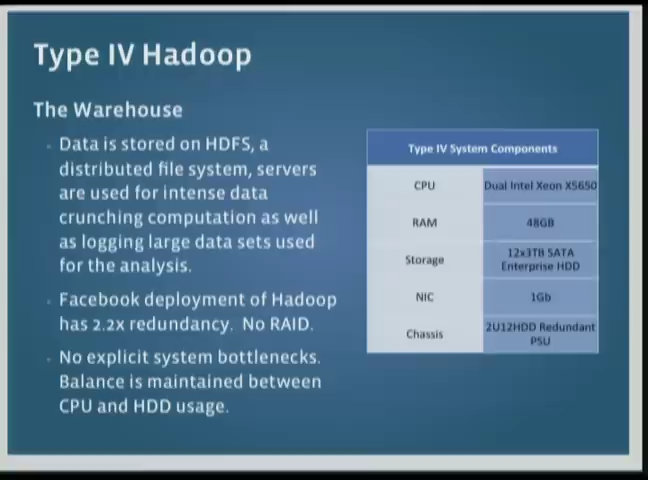 Type IV Hadoop
The Warehouse
Data is stored on HDFS, a
distributed file system, servers
are used for intense data
crunching computation as well
as logging large data sets used
for the analysis.
Facebook deployment of Hadoop
has 2.2x redundancy. No RAID.
No explicit system bottlenecks.
Balance is maintained between
CPU and HDD usage.
Type IV System Components
CPU Dual Intel Xeon X5650
RAM 48GB
Storage 12x3TB SATA
Enterprise HDD
NIC 1Gb
Chassis 2U12HDD Redundant
PSU